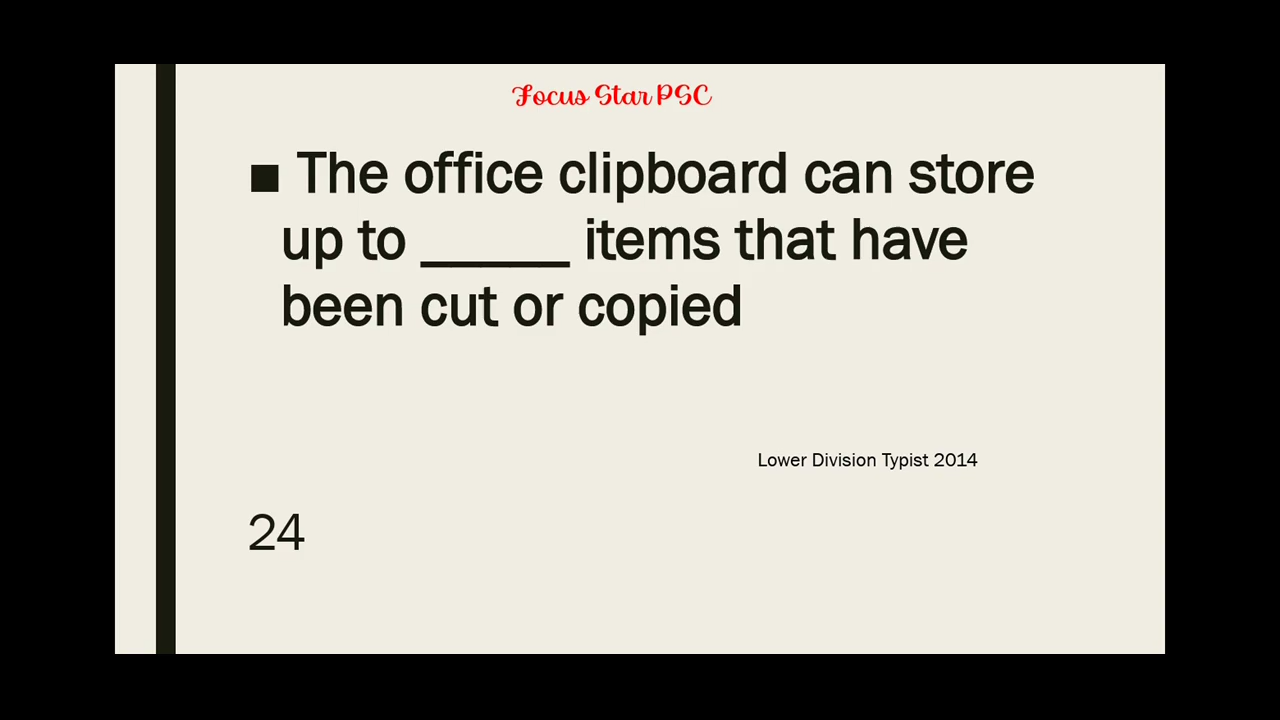 Focus Star PSC
■ The office clipboard can store
up to _____ items that have
been cut or copied
Lower Division Typist 2014
24